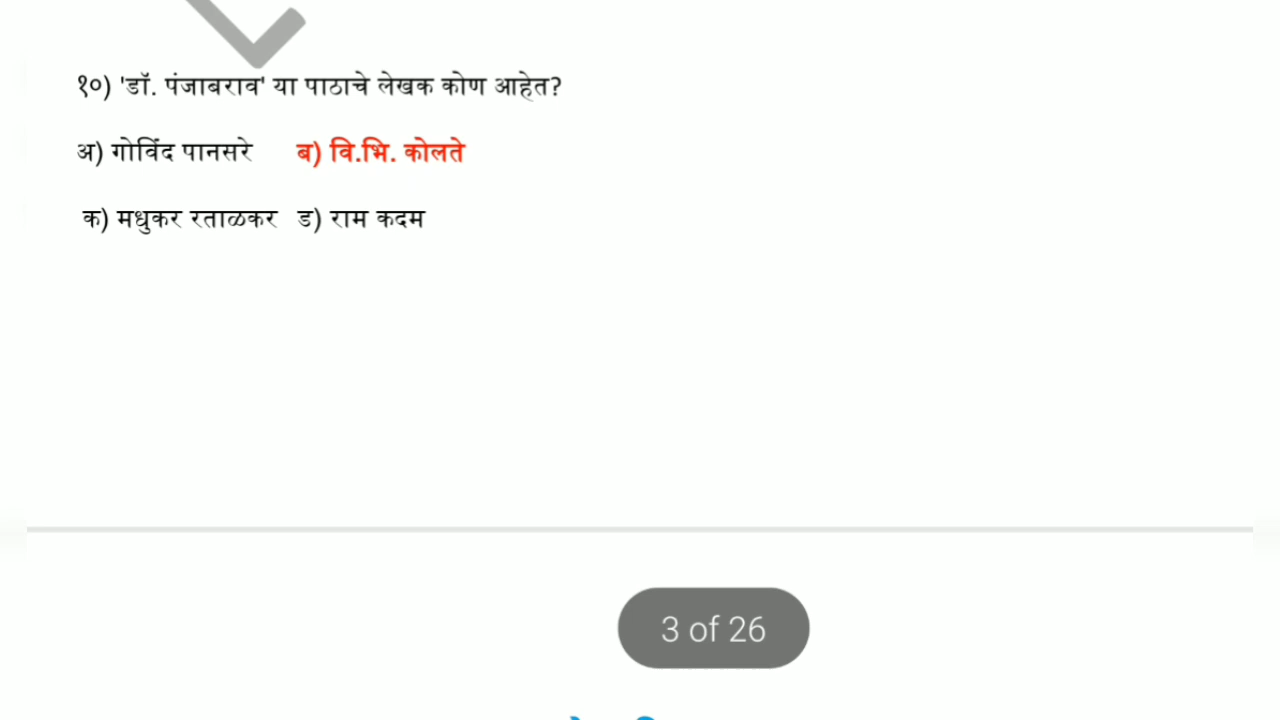 १०) 'डॉ. पंजाबराव' या पाठाचे लेखक कोण आहेत?
अ) गोविंद पानसरे ब) वि.भि. कोलते
क) मधुकर रताळकर ड) राम कदम
3 of 26